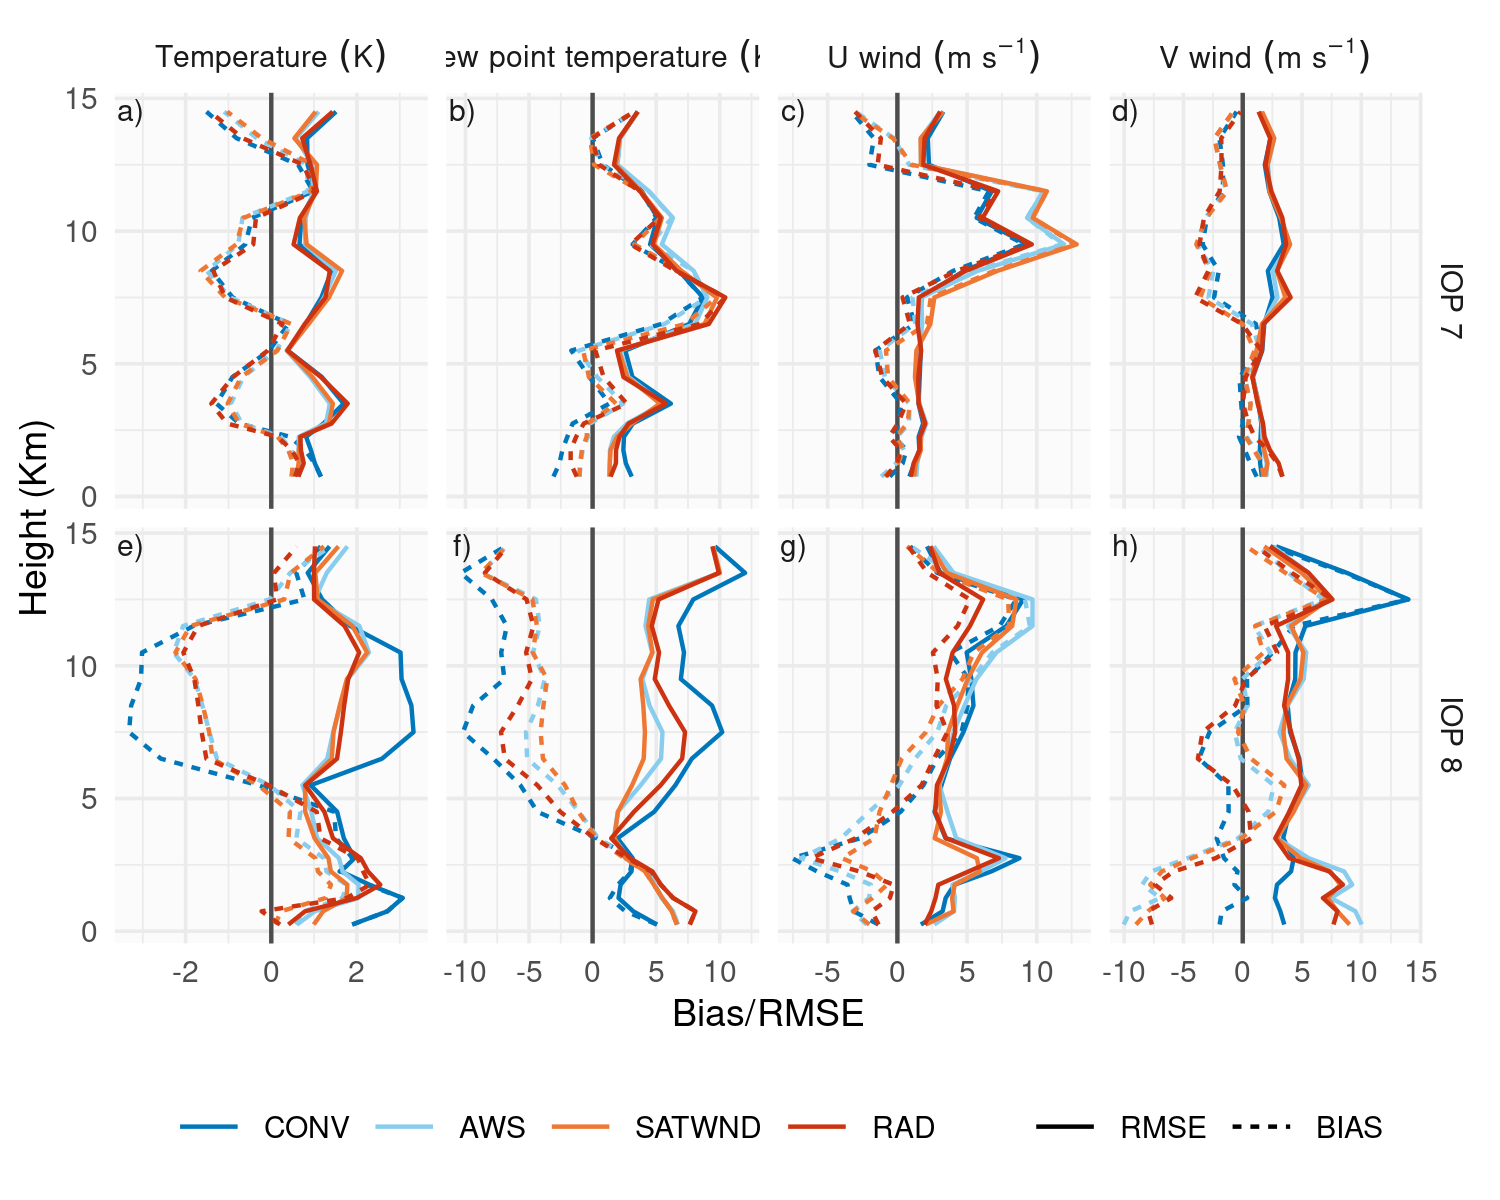 Temperature (K)
ew point temperature (
U wind (m s−1)
V wind (m s−1)
a)
b)
c)
d)
15
10
5
0
IOP 7
e)
f)
g)
h)
15
10
5
0
IOP 8
Height (Km)
-2 0 2
-10 -5 0 5 10
-5 0 5 10
-10 -5 0 5 10 15
Bias/RMSE
CONV AWS SATWND RAD RMSE BIAS